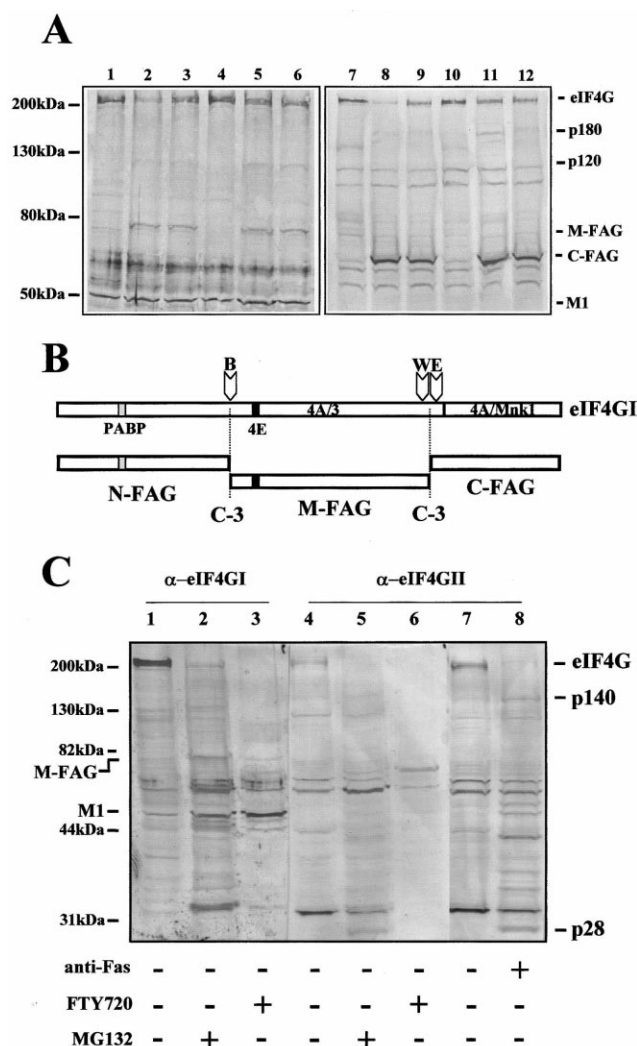 A
1 2 3 4 5 6 7 8 9 10 11 12
200kDa
130kDa
80kDa
50kDa
eIF4G
p180
p120
M-FAG
C-FAG
M1
B
B WE
4A/3 4A/Mnk1 eIF4GI
PABP 4E
N-FAG M-FAG C-FAG
C-3 C-3
C
α-eIF4GI α-eIF4GII
1 2 3 4 5 6 7 8
200kDa
130kDa
82kDa
M-FAG
M1
44kDa
31kDa
eIF4G
p140
p28
anti-Fas - - - - - - - +
FTY720 - - + - - + - -
MG132 - + - - + - - -